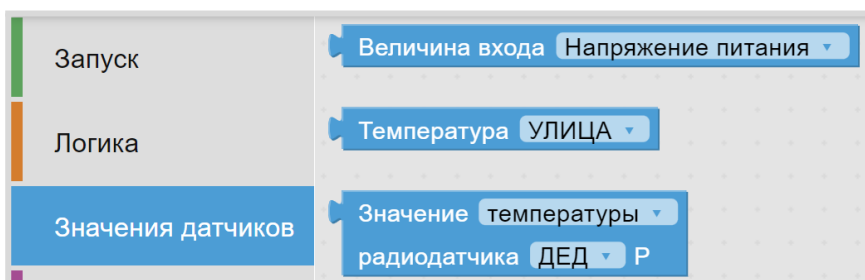 Запуск
Логика
Значения датчиков
Величина входа Напряжение питания
Температура УЛИЦА
Значение температуры
радиодатчика ДЕД P